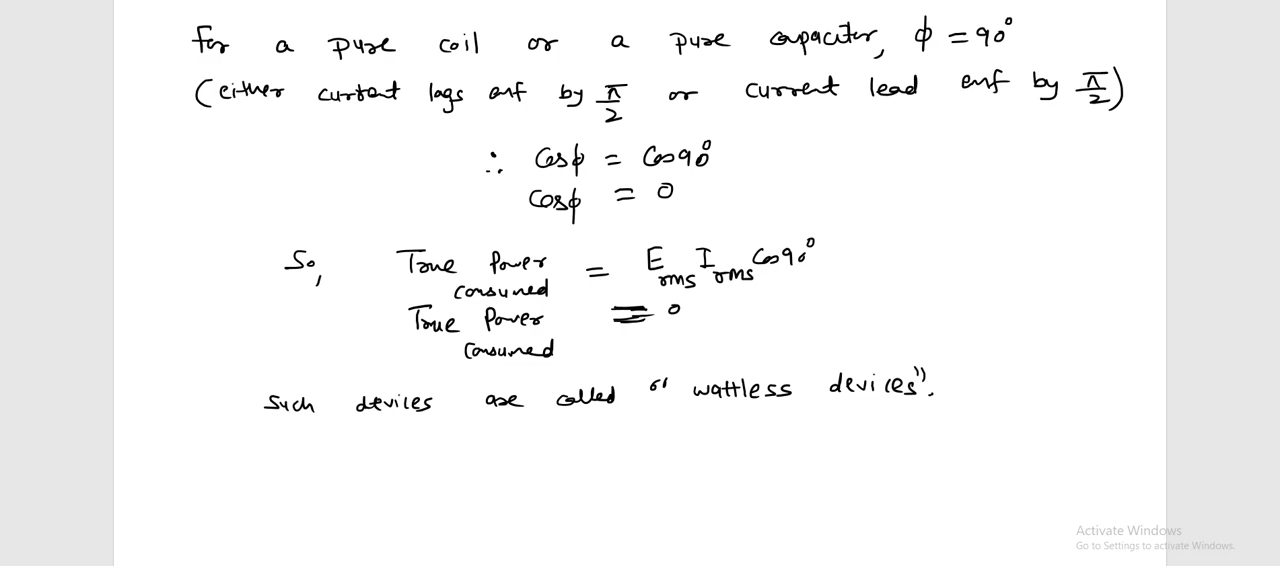 For a pure coil or a pure capacitor, ϕ = 90°
(either current lags emf by π/2 or current lead emf by π/2)
∴ Cosϕ = Cos90°
Cosϕ = 0
So, True Power consumed = E rms I rms Cos90°
True Power consumed = 0
Such devices are called "wattless devices".
Activate Windows
Go to Settings to activate Windows.